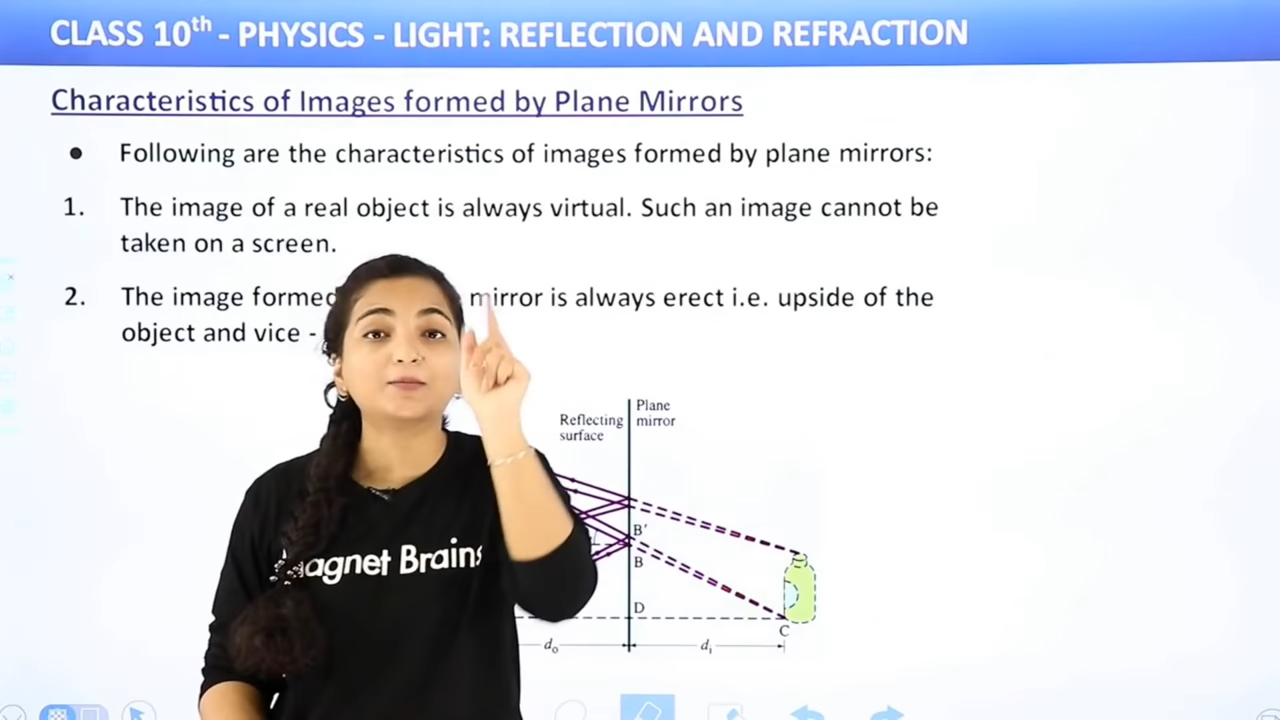 CLASS 10th - PHYSICS - LIGHT: REFLECTION AND REFRACTION
Characteristics of Images formed by Plane Mirrors
• Following are the characteristics of images formed by plane mirrors:
1. The image of a real object is always virtual. Such an image cannot be
taken on a screen.
2. The image formed mirror is always erect i.e. upside of the
object and vice -
Reflecting surface
Plane mirror
B'
B
D
C
do
di
agnet Brains